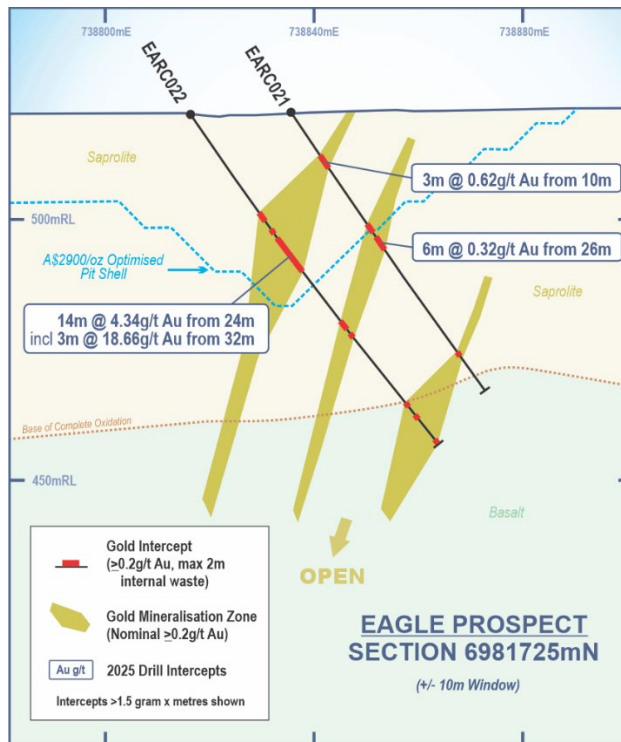 738800mE
738840mE
738880mE
EARC022
EARC021
Saprolite
3m @ 0.62g/t Au from 10m
500mRL
6m @ 0.32g/t Au from 26m
A$2900/oz Optimised
Pit Shell
Saprolite
14m @ 4.34g/t Au from 24m
incl 3m @ 18.66g/t Au from 32m
Base of Complete Oxidation
450mRL
Basalt
OPEN
Gold Intercept
(≥0.2g/t Au, max 2m
internal waste)
Gold Mineralisation Zone
(Nominal ≥0.2g/t Au)
Au g/t
2025 Drill Intercepts
Intercepts >1.5 gram x metres shown
EAGLE PROSPECT
SECTION 6981725mN
(+/- 10m Window)